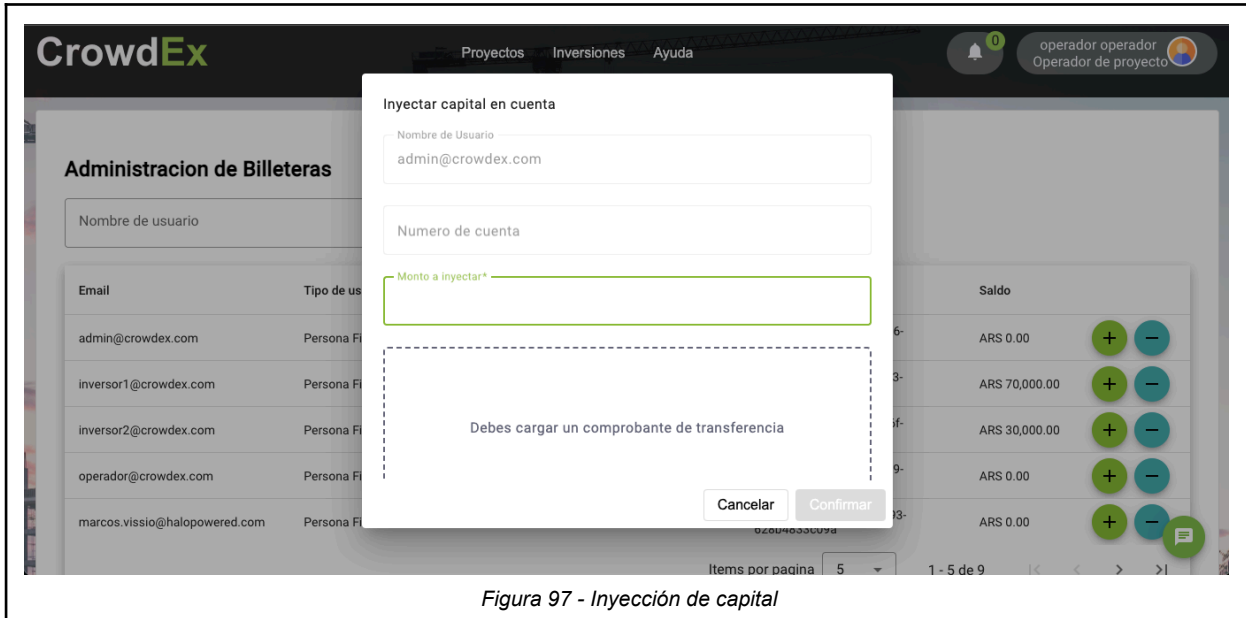 CrowdEx
Proyectos Inversiones Ayuda
0
operador operador
Operador de proyecto
Inyectar capital en cuenta
Nombre de Usuario
admin@crowdex.com
Numero de cuenta
Monto a inyectar*
Debes cargar un comprobante de transferencia
Cancelar Confirmar
Administracion de Billeteras
Nombre de usuario
Email Tipo de us Saldo
admin@crowdex.com Persona Fi 6- ARS 0.00
inversor1@crowdex.com Persona Fi 3- ARS 70,000.00
inversor2@crowdex.com Persona Fi f- ARS 30,000.00
operador@crowdex.com Persona Fi 9- ARS 0.00
marcos.vissio@halopowered.com Persona Fi 93- ARS 0.00
628b4833c09a
Items por pagina 5 1 - 5 de 9
Figura 97 - Inyección de capital